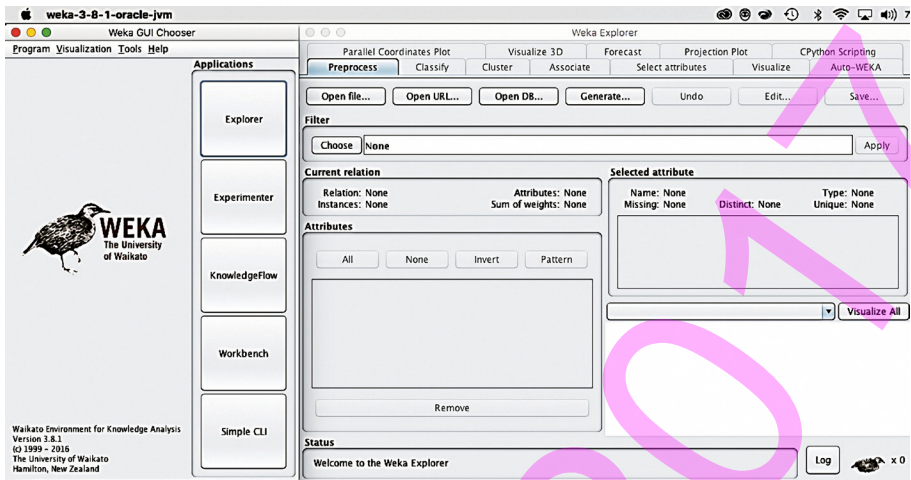 weka-3-8-1-oracle-jvm
Weka GUI Chooser
Program Visualization Tools Help
Applications
Explorer
Experimenter
KnowledgeFlow
Workbench
Simple CLI
WEKA
The University
of Waikato
Waikato Environment for Knowledge Analysis
Version 3.8.1
(c) 1999 - 2016
The University of Waikato
Hamilton, New Zealand
Weka Explorer
Parallel Coordinates Plot Visualize 3D Forecast Projection Plot CPython Scripting
Preprocess Classify Cluster Associate Select attributes Visualize Auto-WEKA
Open file... Open URL... Open DB... Generate... Undo Edit... Save...
Filter
Choose None Apply
Current relation
Relation: None Attributes: None
Instances: None Sum of weights: None
Attributes
All None Invert Pattern
Remove
Selected attribute
Name: None Type: None
Missing: None Distinct: None Unique: None
Visualize All
Status
Welcome to the Weka Explorer
Log x 0